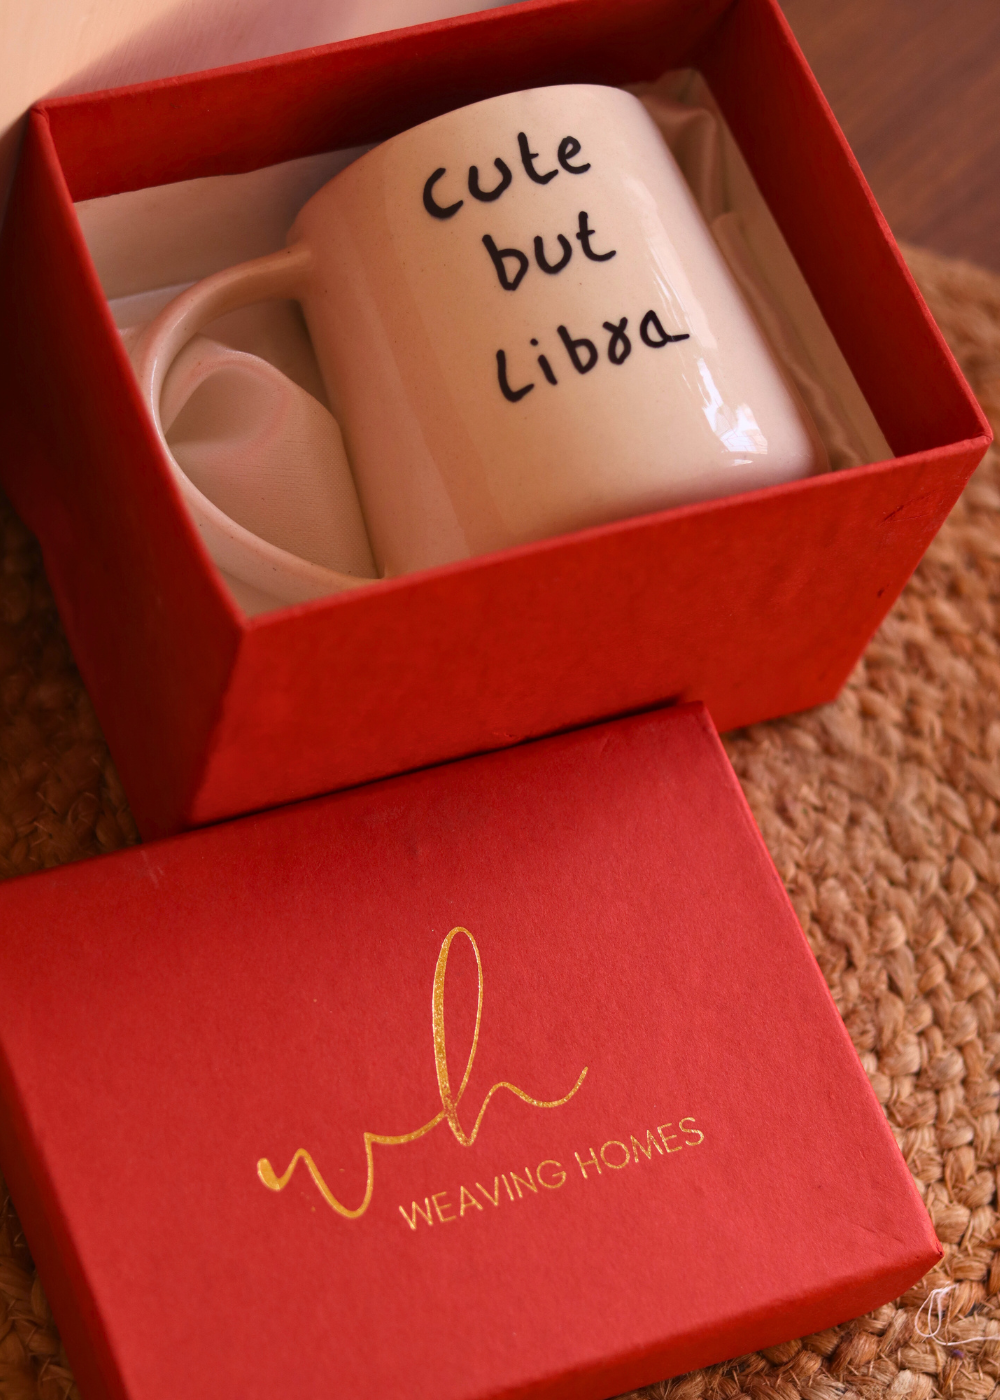 cute
but
Libra
wh
WEAVING HOMES